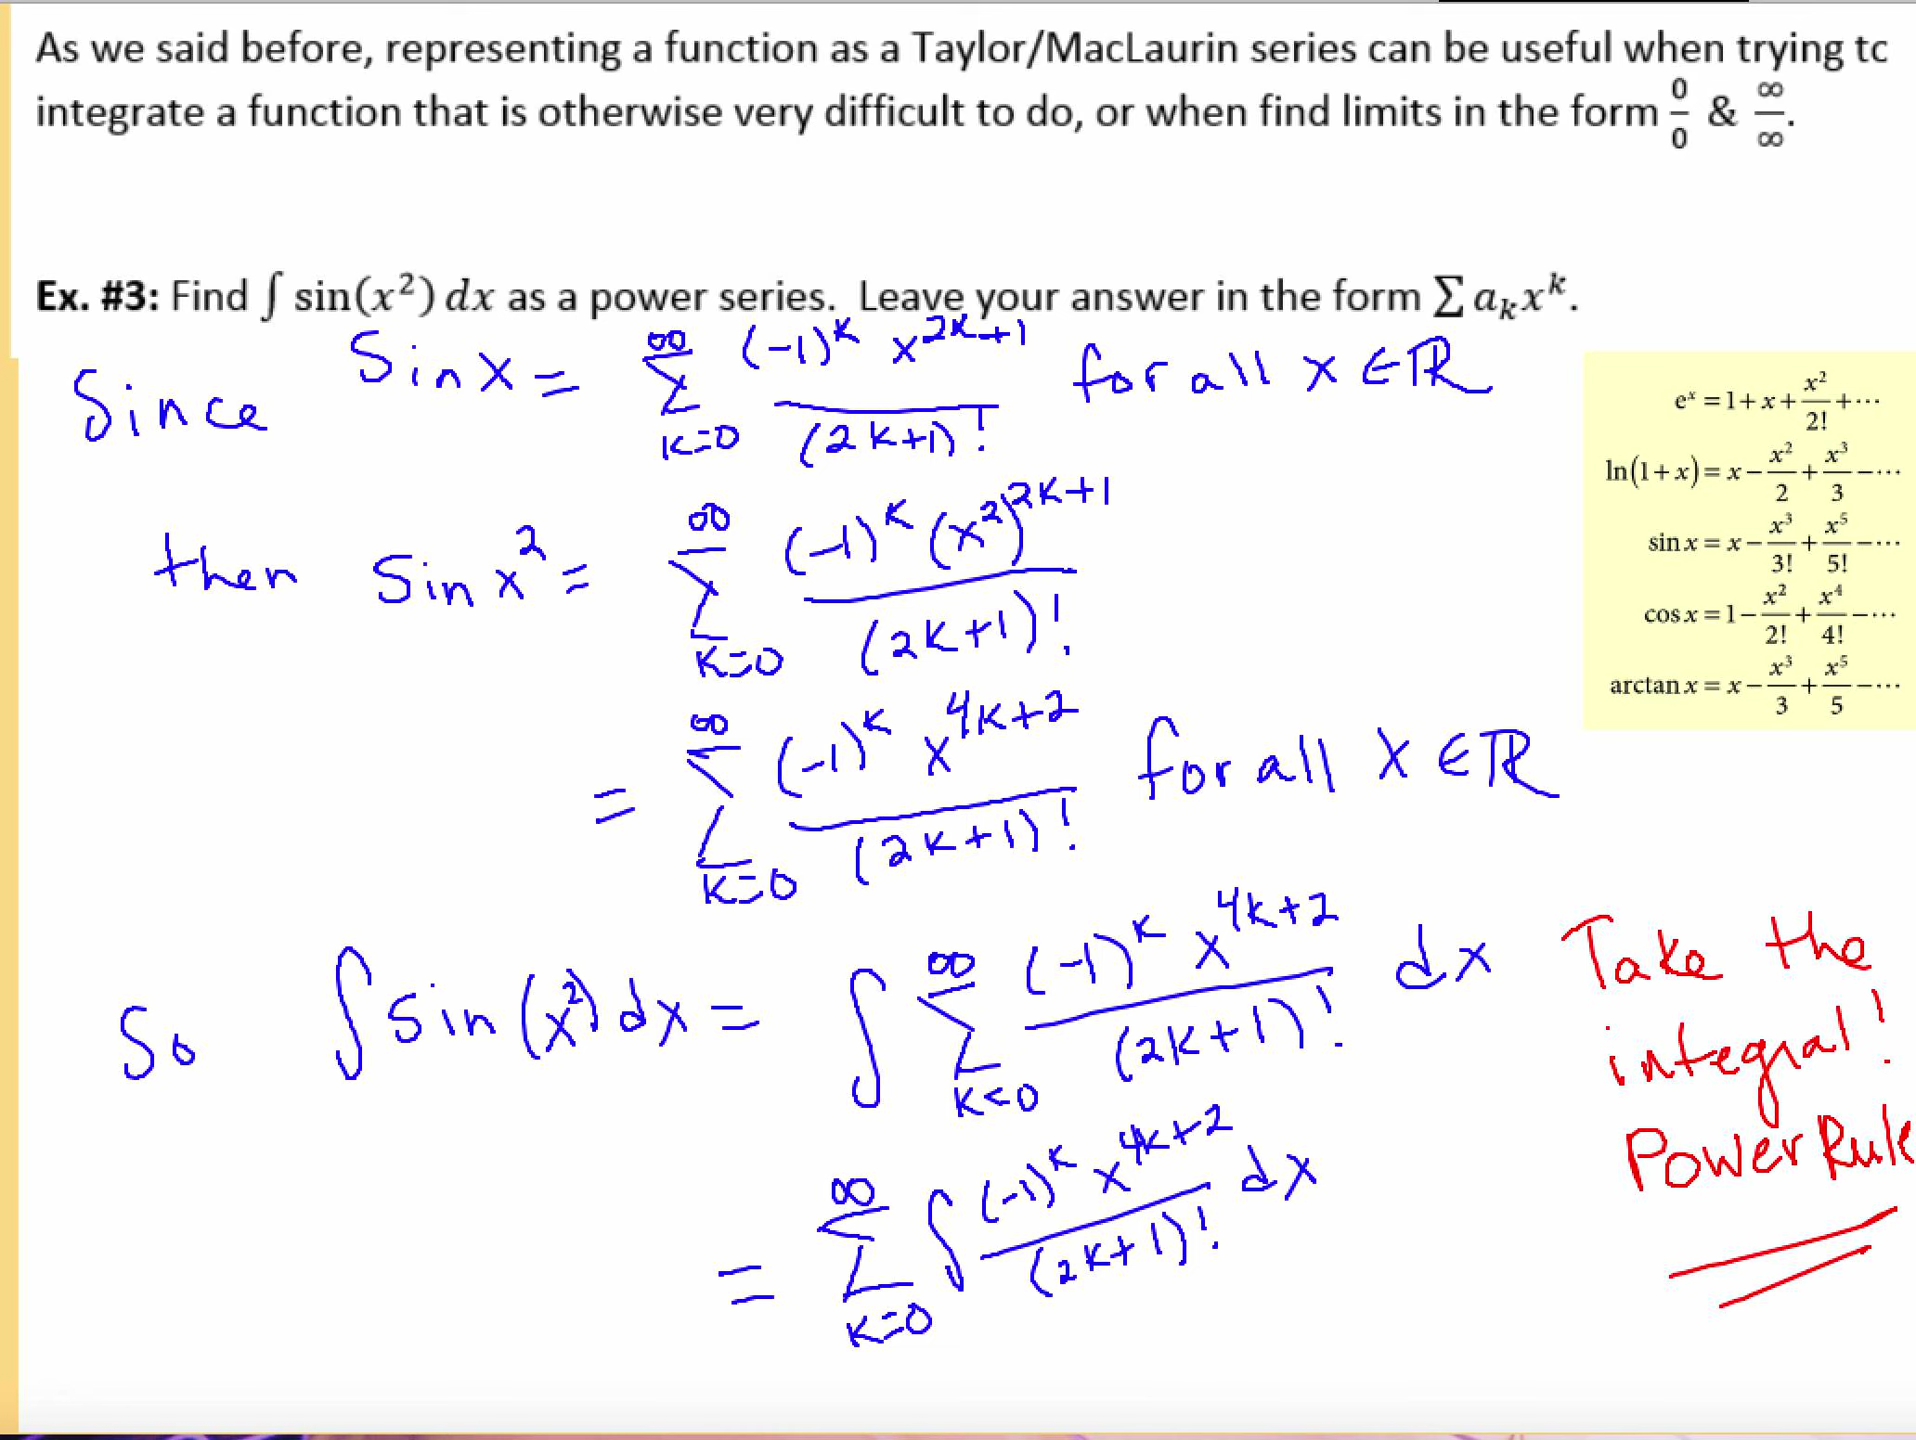 As we said before, representing a function as a Taylor/MacLaurin series can be useful when trying tc
integrate a function that is otherwise very difficult to do, or when find limits in the form 0/0 & ∞/∞.
Ex. #3: Find ∫ sin(x²) dx as a power series. Leave your answer in the form ∑ aₖxᵏ.
Since Sin x = ∞∑k=0 (-1)^k x^(2k+1) / (2k+1)! for all x ∈ ℝ
then Sin x² = ∞∑k=0 (-1)^k (x²)^(2k+1) / (2k+1)!
= ∞∑k=0 (-1)^k x^(4k+2) / (2k+1)! for all x ∈ ℝ
So ∫ sin(x²) dx = ∫ ∞∑k=0 (-1)^k x^(4k+2) / (2k+1)! dx
= ∞∑k=0 ∫ (-1)^k x^(4k+2) / (2k+1)! dx
eˣ = 1 + x + x²/2! + ⋯
ln(1+x) = x − x²/2 + x³/3 − ⋯
sin x = x − x³/3! + x⁵/5! − ⋯
cos x = 1 − x²/2! + x⁴/4! − ⋯
arctan x = x − x³/3 + x⁵/5 − ⋯
Take the
integral!
Power Rule